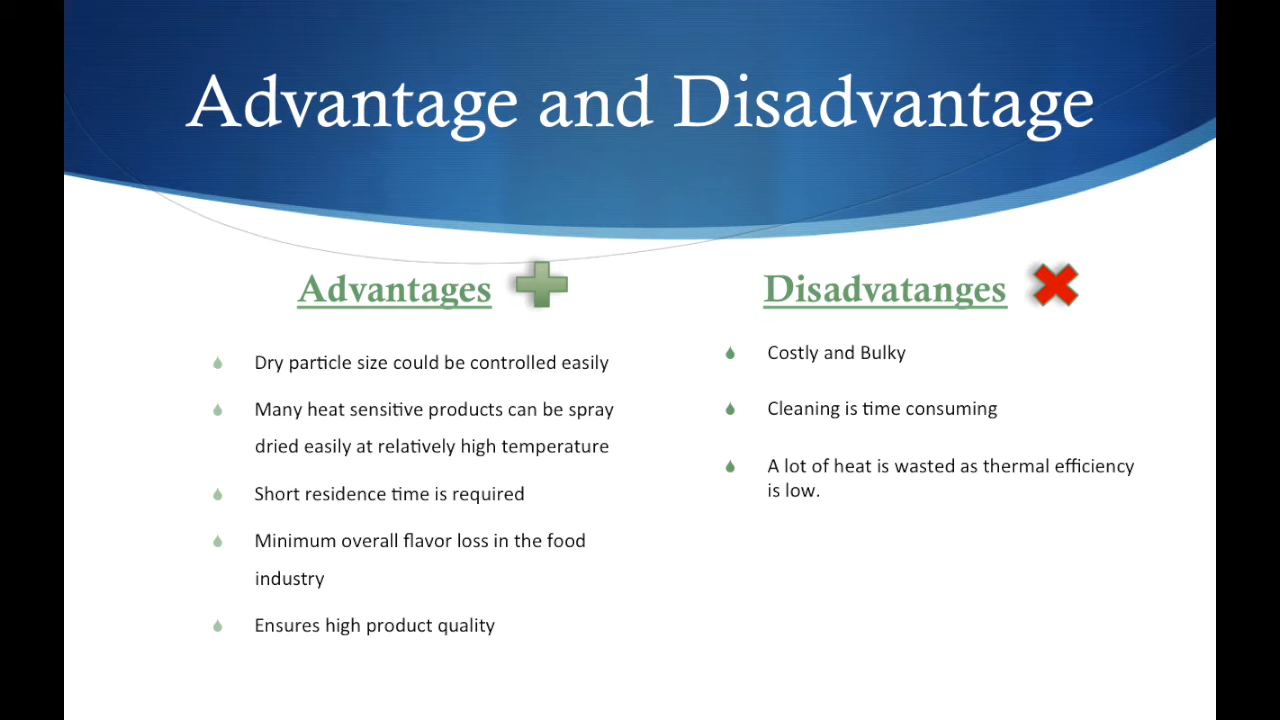 Advantage and Disadvantage
Advantages
Dry particle size could be controlled easily
Many heat sensitive products can be spray
dried easily at relatively high temperature
Short residence time is required
Minimum overall flavor loss in the food
industry
Ensures high product quality
Disadvatanges
Costly and Bulky
Cleaning is time consuming
A lot of heat is wasted as thermal efficiency
is low.